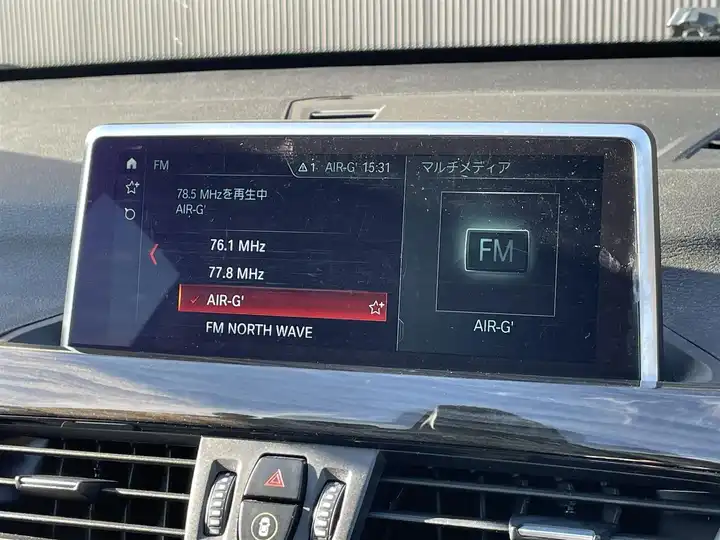 FM
1 AIR-G' 15:31
マルチメディア
78.5 MHzを再生中
AIR-G'
76.1 MHz
77.8 MHz
AIR-G'
FM NORTH WAVE
FM
AIR-G'